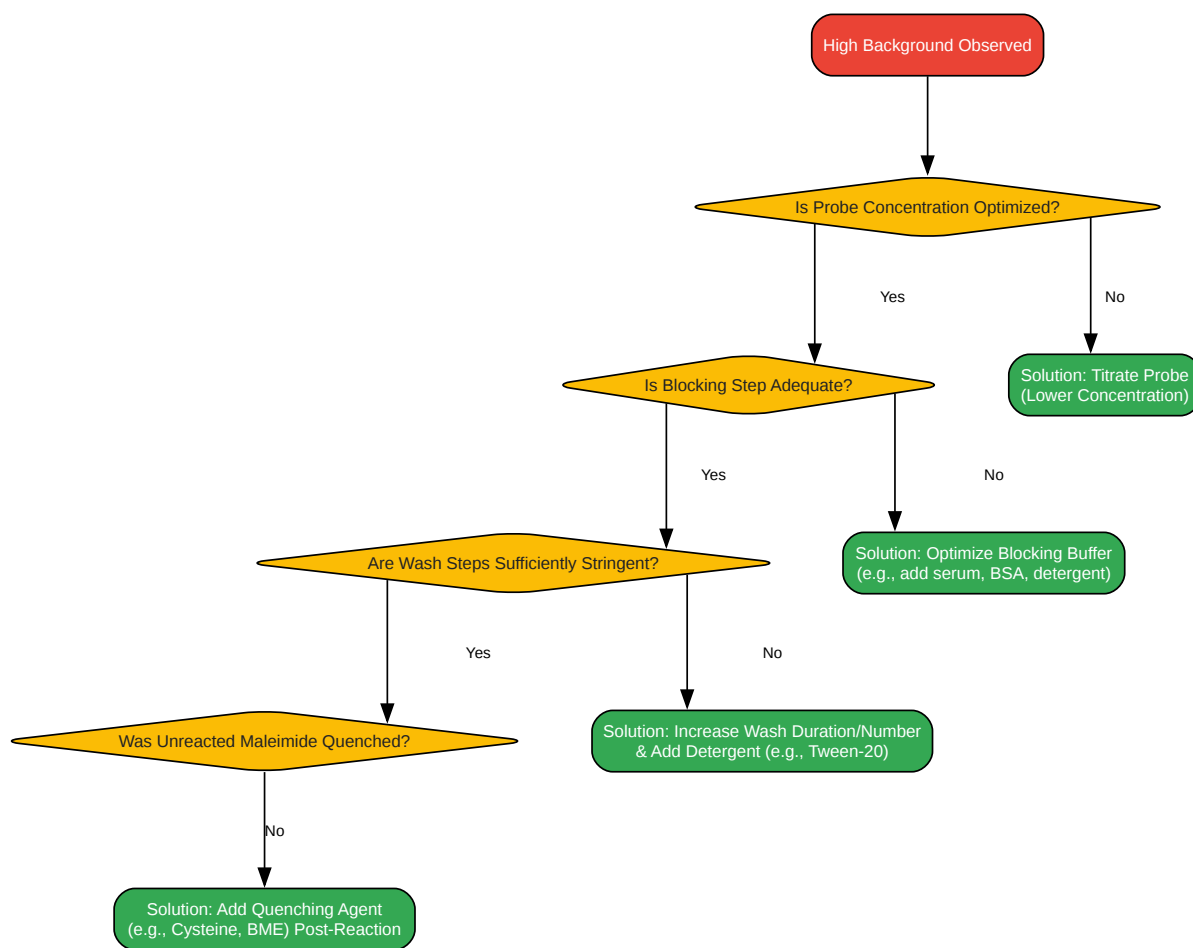 High Background Observed
Is Probe Concentration Optimized?
Yes
No
Is Blocking Step Adequate?
Solution: Titrate Probe
(Lower Concentration)
Yes
No
Are Wash Steps Sufficiently Stringent?
Solution: Optimize Blocking Buffer
(e.g., add serum, BSA, detergent)
Yes
No
Was Unreacted Maleimide Quenched?
Solution: Increase Wash Duration/Number
& Add Detergent (e.g., Tween-20)
No
Solution: Add Quenching Agent
(e.g., Cysteine, BME) Post-Reaction